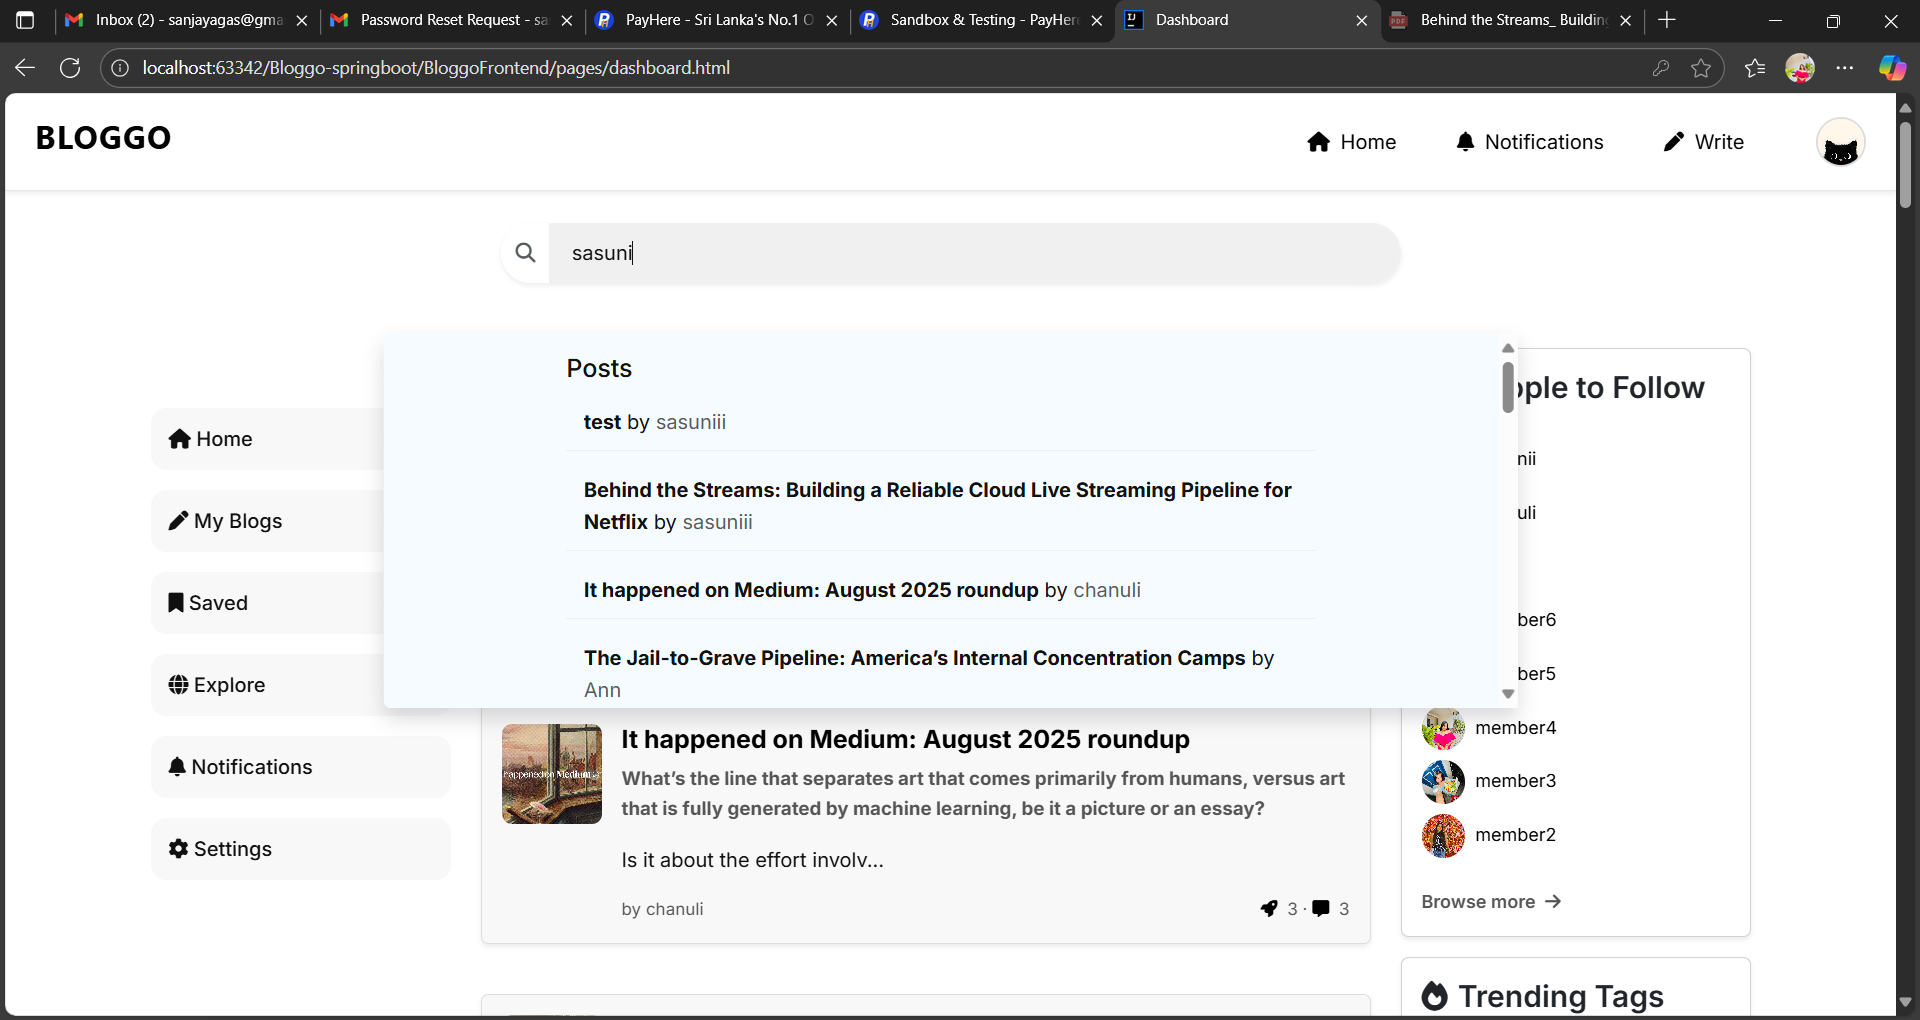 Inbox (2) - sanjayagas@gma
Password Reset Request - sa
PayHere - Sri Lanka's No.1 O
Sandbox & Testing - PayHere
Dashboard
Behind the Streams_ Building
localhost:63342/Bloggo-springboot/BloggoFrontend/pages/dashboard.html
BLOGGO
Home
Notifications
Write
sasuni
Posts
test by sasuniii
Behind the Streams: Building a Reliable Cloud Live Streaming Pipeline for
Netflix by sasuniii
It happened on Medium: August 2025 roundup by chanuli
The Jail-to-Grave Pipeline: America’s Internal Concentration Camps by
Ann
Home
My Blogs
Saved
Explore
Notifications
Settings
It happened on Medium: August 2025 roundup
What’s the line that separates art that comes primarily from humans, versus art
that is fully generated by machine learning, be it a picture or an essay?
Is it about the effort involv...
by chanuli
3 · 3
ople to Follow
nii
uli
ber6
ber5
member4
member3
member2
Browse more →
Trending Tags